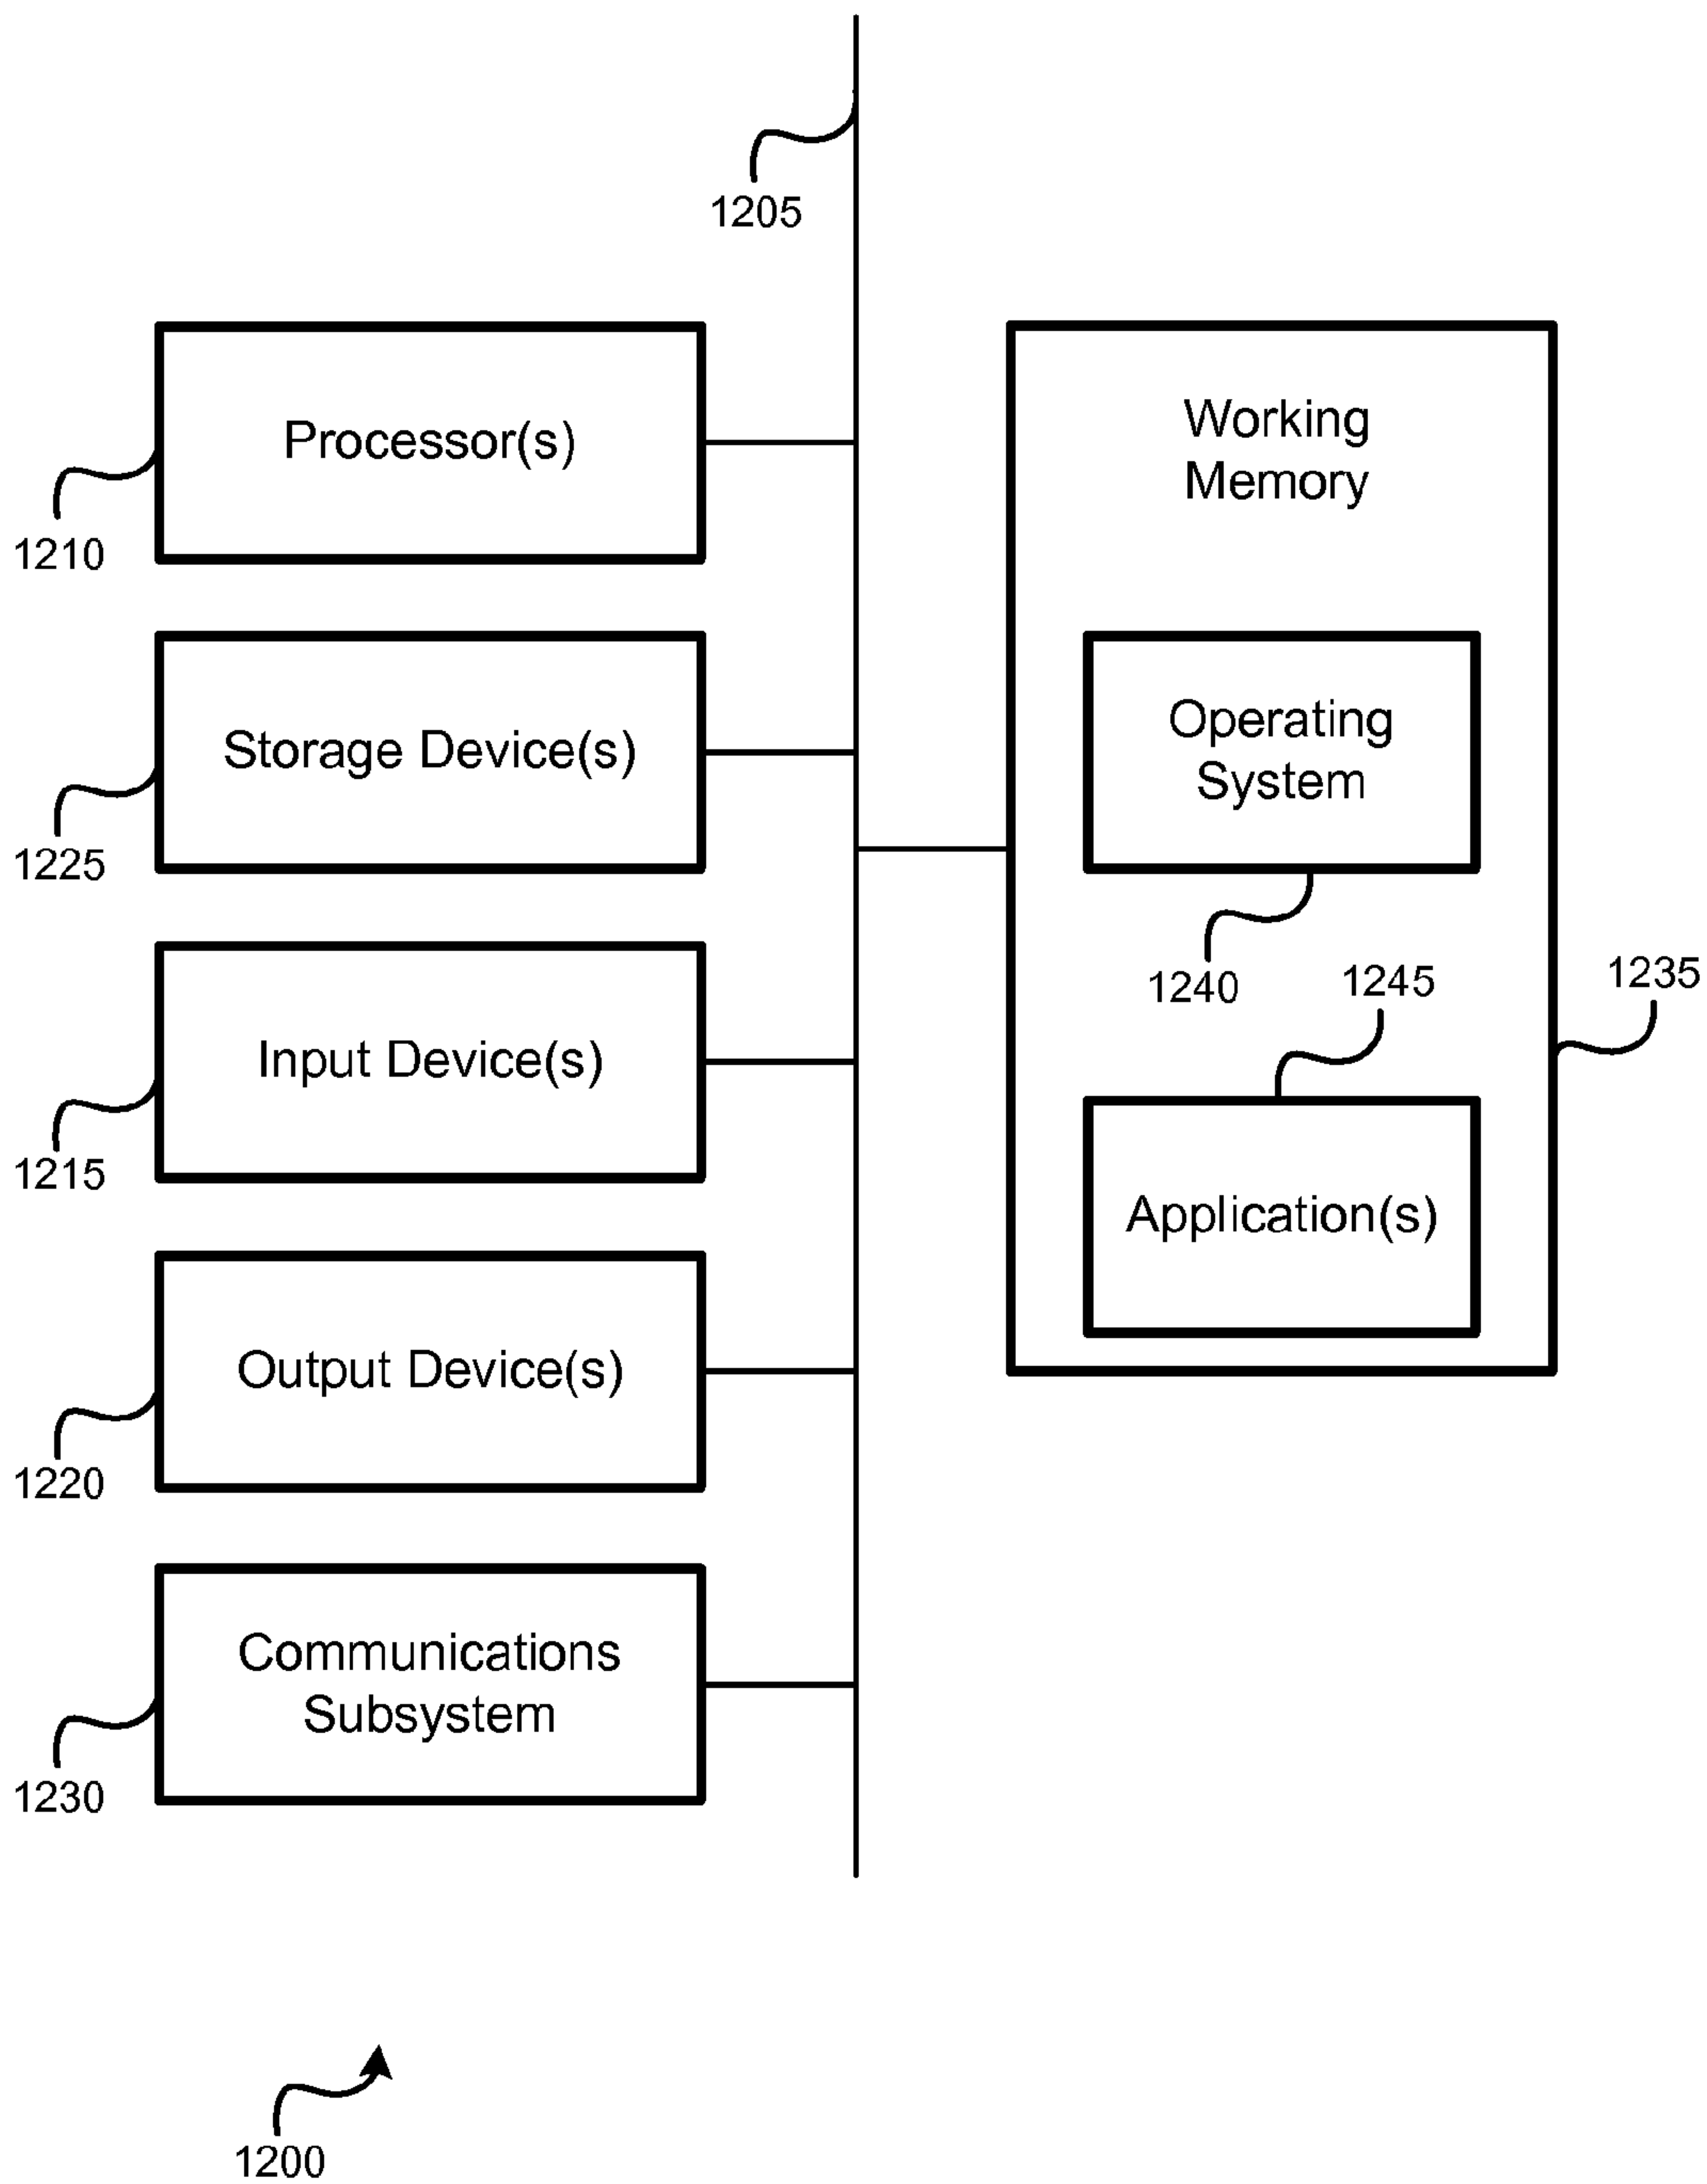 1205
Processor(s)
1210
Working
Memory
Storage Device(s)
1225
Operating
System
1240
1245
1235
Input Device(s)
1215
Application(s)
Output Device(s)
1220
Communications
Subsystem
1230
1200